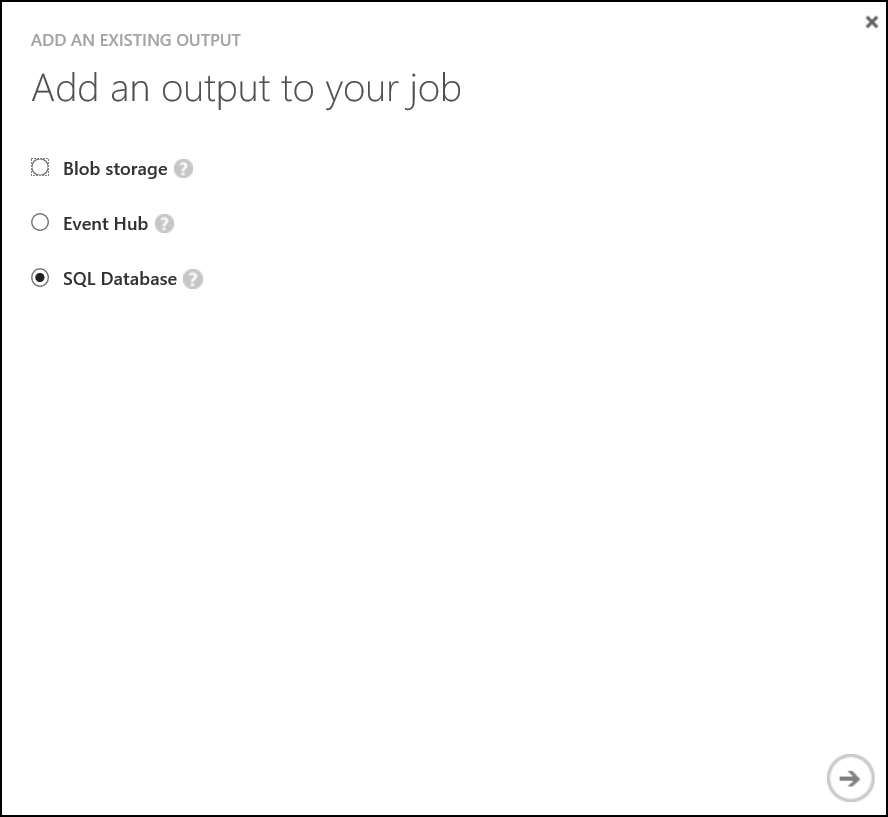 ADD AN EXISTING OUTPUT
Add an output to your job
Blob storage ?
Event Hub ?
SQL Database ?